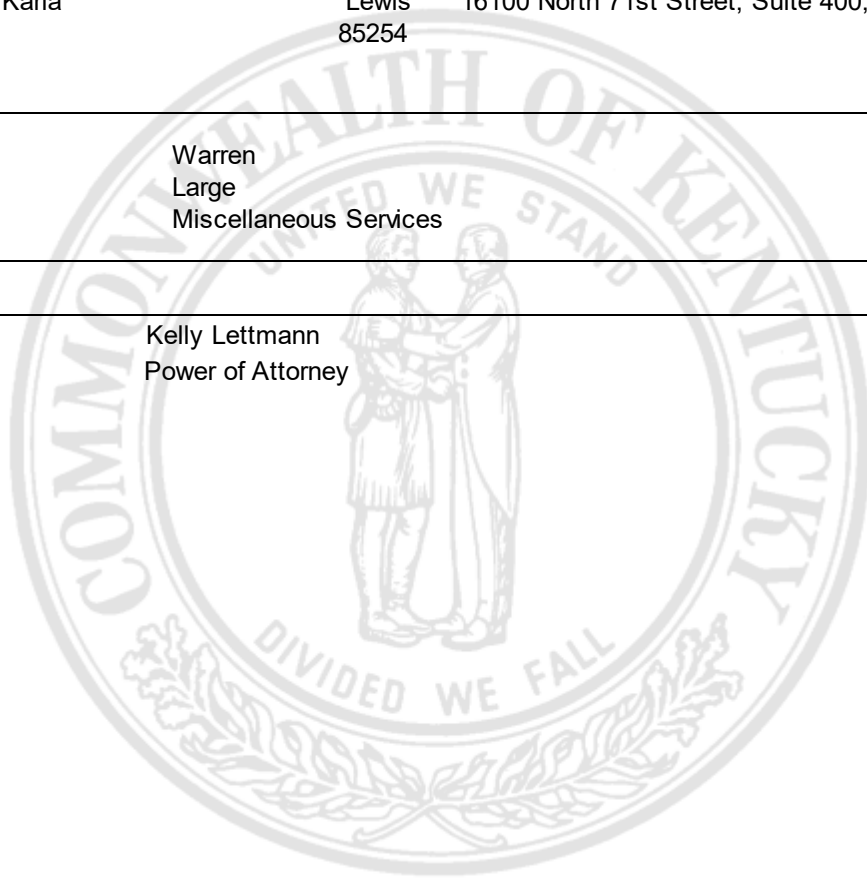 Karla Lewis 16100 North 71st Street, Suite 400,
85254
Warren
Large
Miscellaneous Services
Kelly Lettmann
Power of Attorney
COMMONWEALTH OF KENTUCKY
UNITED WE STAND
DIVIDED WE FALL